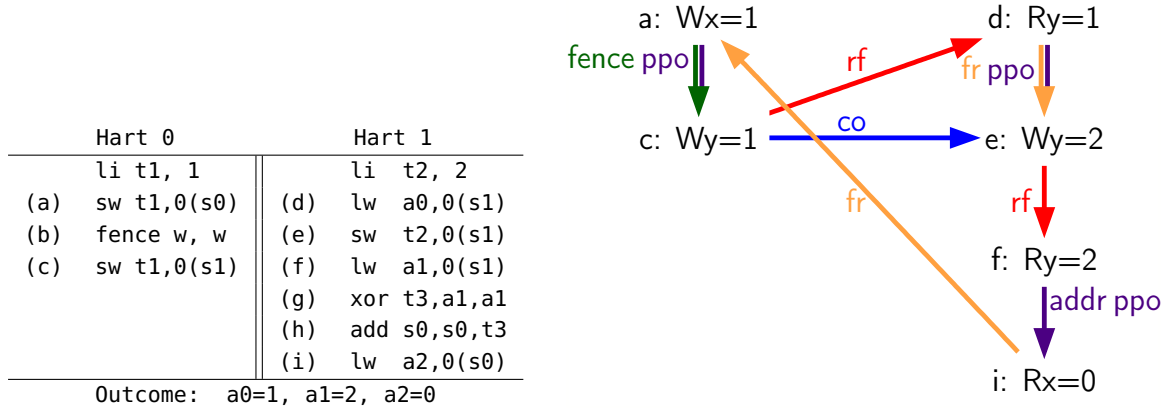 Hart 0 Hart 1
li t1, 1 li t2, 2
(a) sw t1,0(s0) (d) lw a0,0(s1)
(b) fence w, w (e) sw t2,0(s1)
(c) sw t1,0(s1) (f) lw a1,0(s1)
(g) xor t3,a1,a1
(h) add s0,s0,t3
(i) lw a2,0(s0)
Outcome: a0=1, a1=2, a2=0
a: Wx=1 d: Ry=1
fence ppo rf fr ppo
c: Wy=1 co e: Wy=2
fr rf
f: Ry=2
addr ppo
i: Rx=0